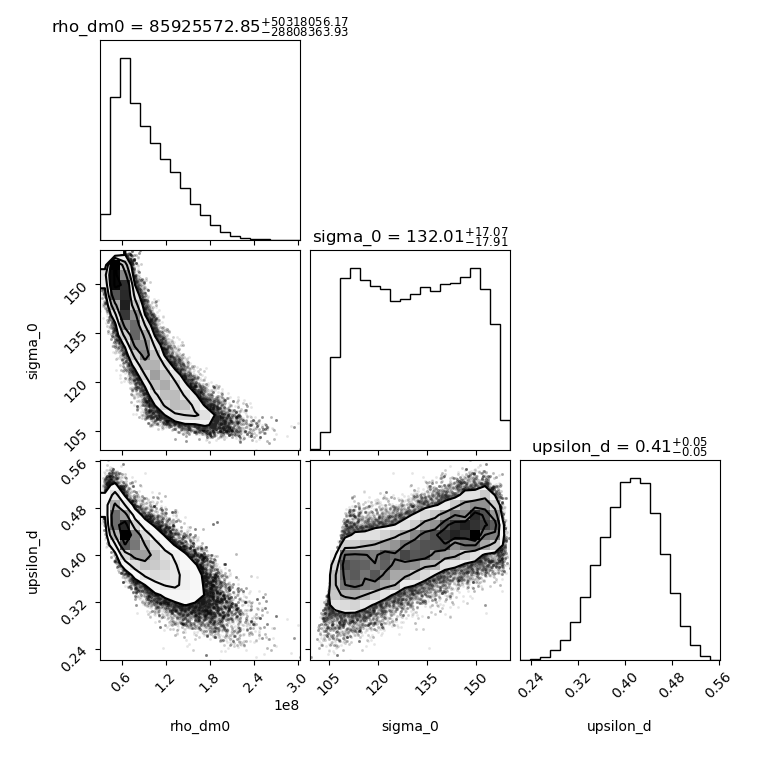 rho_dm0 = 85925572.85+50318056.17
−28808363.93
sigma_0 = 132.01+17.07
−17.91
upsilon_d = 0.41+0.05
−0.05
150
135
120
105
sigma_0
0.56
0.48
0.40
0.32
0.24
upsilon_d
0.6
1.2
1.8
2.4
3.0
1e8
rho_dm0
105
120
135
150
sigma_0
0.24
0.32
0.40
0.48
0.56
upsilon_d